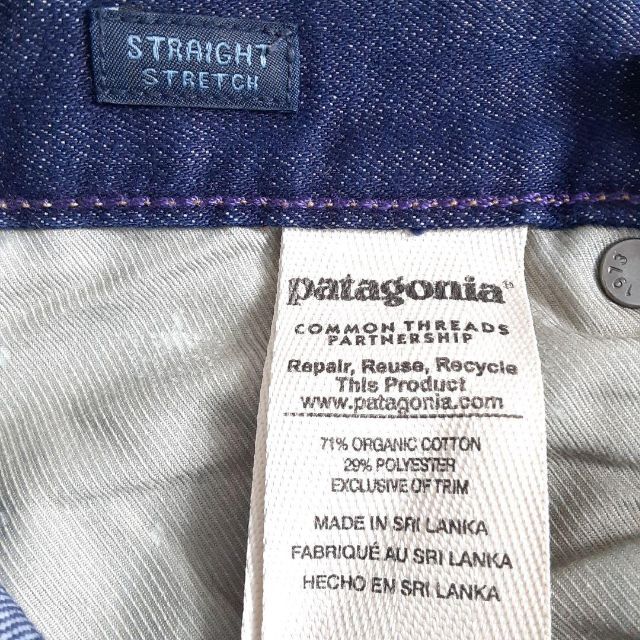 STRAIGHT
STRETCH
patagonia®
COMMON THREADS
PARTNERSHIP
Repair, Reuse, Recycle
This Product
www.patagonia.com
71% ORGANIC COTTON
29% POLYESTER
EXCLUSIVE OF TRIM
MADE IN SRI LANKA
FABRIQUÉ AU SRI LANKA
HECHO EN SRI LANKA